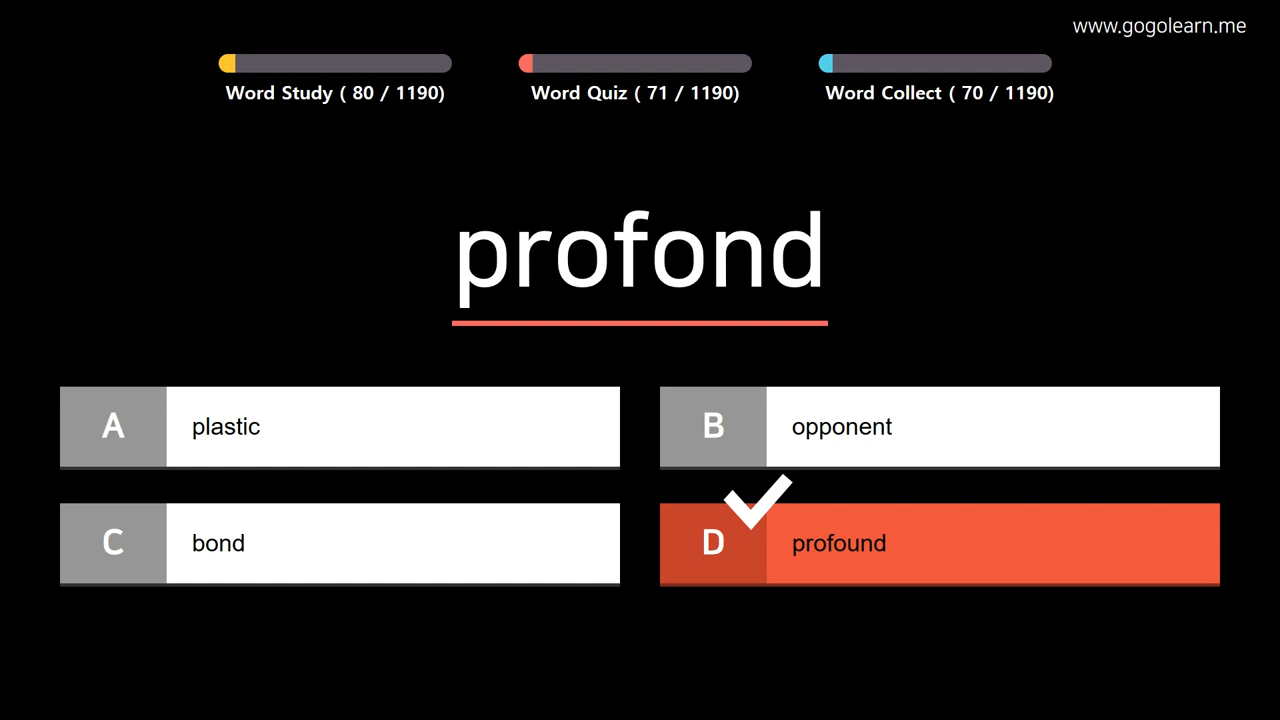 www.gogolearn.me
Word Study ( 80 / 1190)
Word Quiz ( 71 / 1190)
Word Collect ( 70 / 1190)
profond
A plastic
B opponent
C bond
D profound